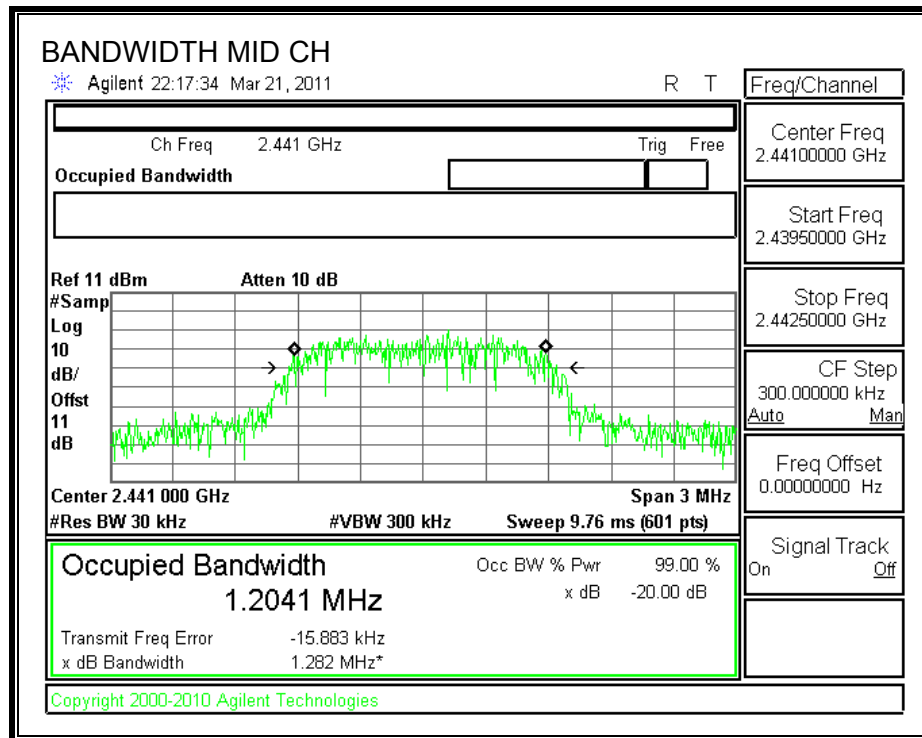 BANDWIDTH MID CH
Agilent 22:17:34 Mar 21, 2011 R T
Freq/Channel
Ch Freq 2.441 GHz Trig Free
Occupied Bandwidth
Center Freq
2.44100000 GHz
Start Freq
2.43950000 GHz
Stop Freq
2.44250000 GHz
CF Step
300.000000 kHz
Auto Man
Freq Offset
0.00000000 Hz
Signal Track
On Off
Ref 11 dBm Atten 10 dB
#Samp
Log
10
dB/
Offst
11
dB
Center 2.441 000 GHz Span 3 MHz
#Res BW 30 kHz #VBW 300 kHz Sweep 9.76 ms (601 pts)
Occupied Bandwidth Occ BW % Pwr 99.00 %
1.2041 MHz x dB -20.00 dB
Transmit Freq Error -15.883 kHz
x dB Bandwidth 1.282 MHz*
Copyright 2000-2010 Agilent Technologies